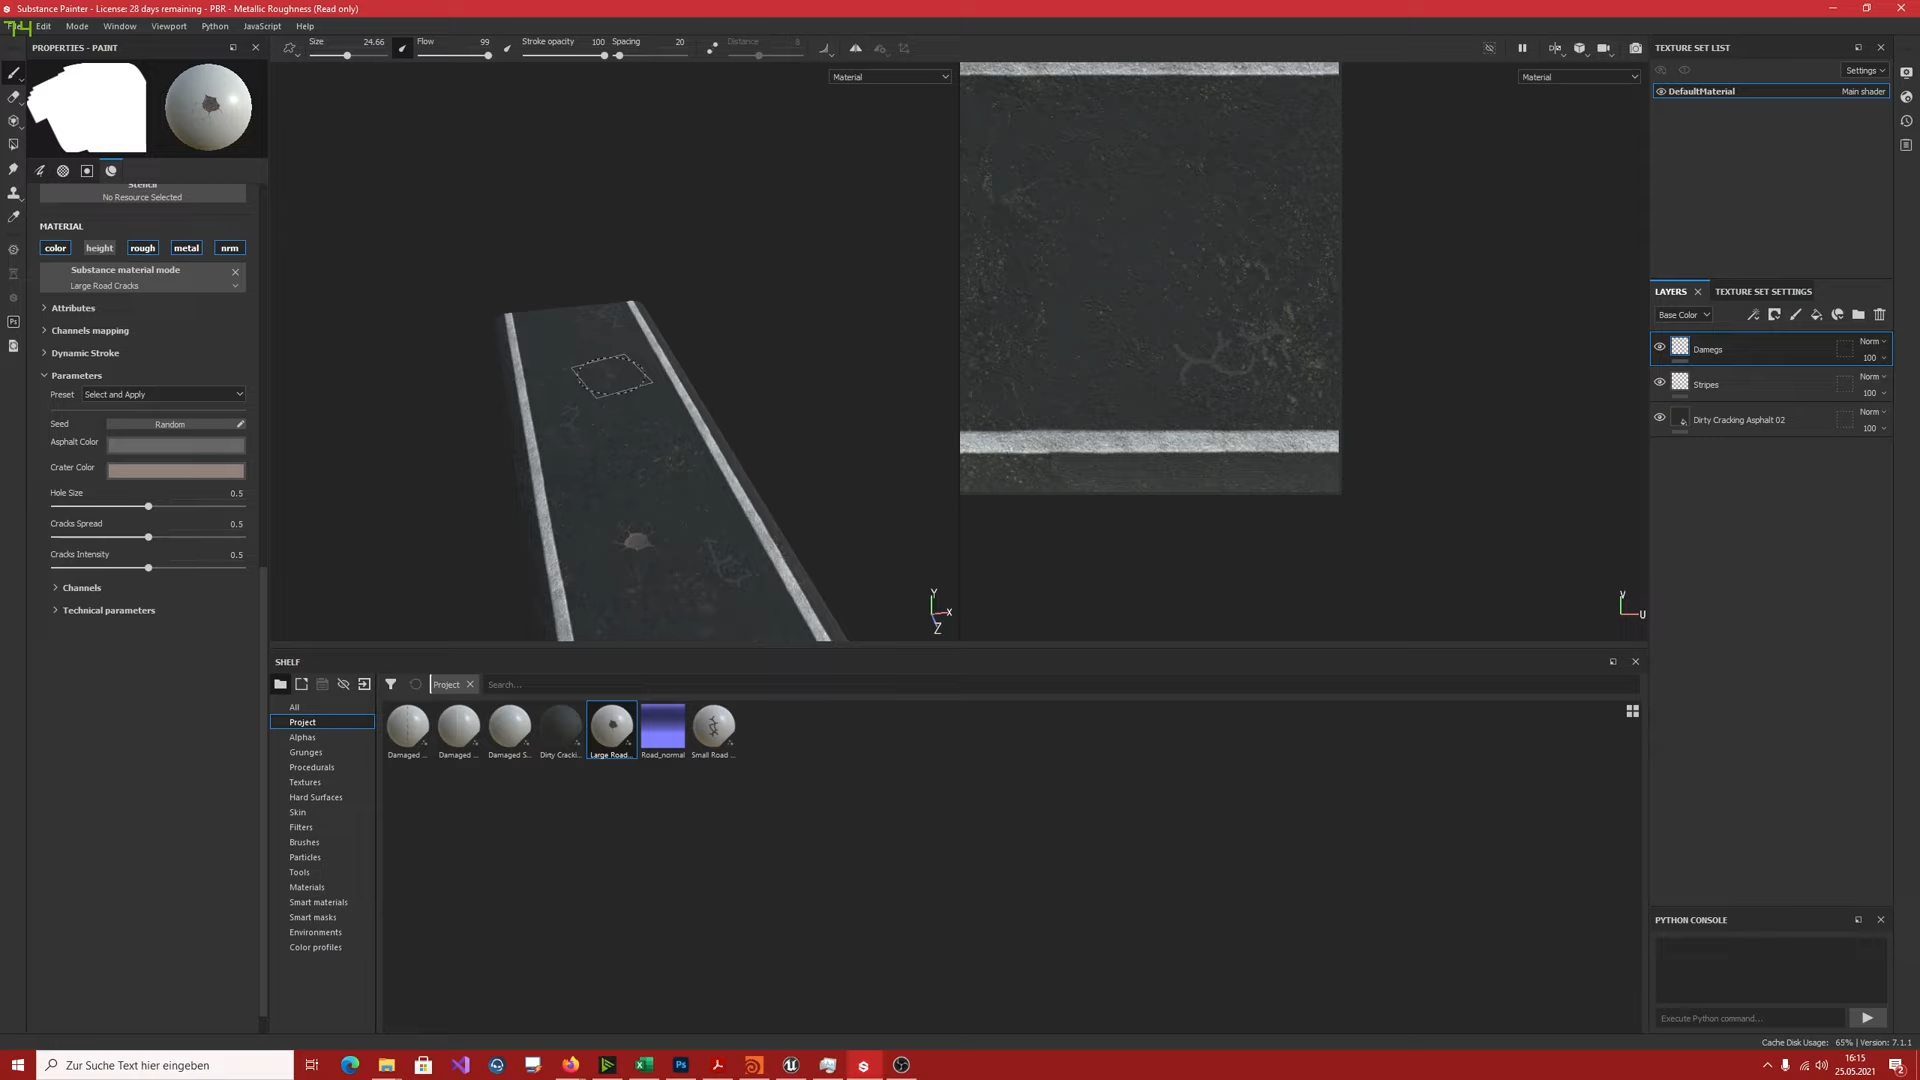 Substance Painter - License: 28 days remaining - PBR - Metallic Roughness (Read only)
74
Edit Mode Window Viewport Python JavaScript Help
PROPERTIES - PAINT
Size 24.66 Flow 99 Stroke opacity 100 Spacing 20 Distance 8
Material
Material
TEXTURE SET LIST
Settings
DefaultMaterial Main shader
Stencil
No Resource Selected
MATERIAL
color height rough metal nrm
Substance material mode
Large Road Cracks
Attributes
Channels mapping
Dynamic Stroke
Parameters
Preset Select and Apply
Seed Random
Asphalt Color
Crater Color
Hole Size 0.5
Cracks Spread 0.5
Cracks Intensity 0.5
Channels
Technical parameters
Y
X
Z
V
U
LAYERS TEXTURE SET SETTINGS
Base Color
Damegs Norm
100
Stripes Norm
100
Dirty Cracking Asphalt 02 Norm
100
SHELF
Project Search...
All
Project
Alphas
Grunges
Procedurals
Textures
Hard Surfaces
Skin
Filters
Brushes
Particles
Tools
Materials
Smart materials
Smart masks
Environments
Color profiles
Damaged ... Damaged ... Damaged S... Dirty Cracki... Large Road... Road_normal Small Road ...
PYTHON CONSOLE
Execute Python command...
Cache Disk Usage: 65% | Version: 7.1.1
Zur Suche Text hier eingeben
Ps
16:15
25.05.2021
2